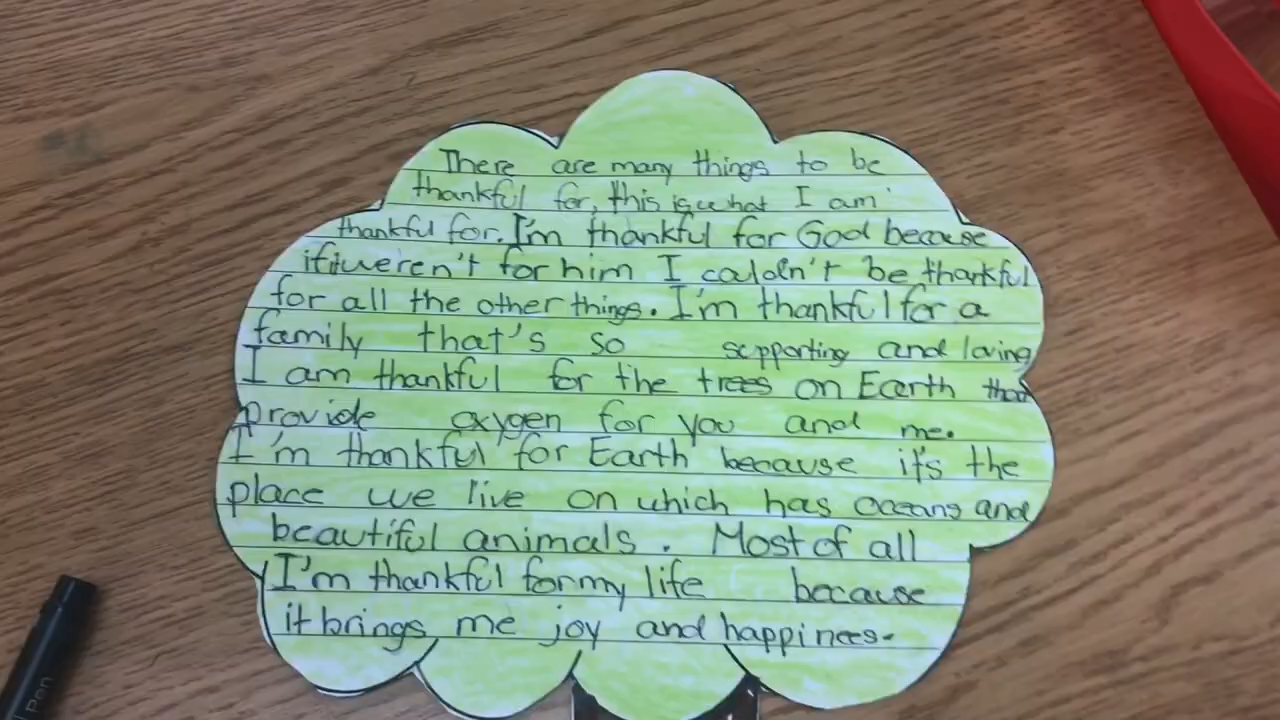 There are many things to be
thankful for, this is what I am
thankful for. I'm thankful for God because
if it weren't for him I caldn't be thankful
for all the other things. I'm thankful for a
family that's so supporting and loving
I am thankful for the trees on Earth that
provide oxygen for you and me.
I'm thankful for Earth because it's the
place we live on which has oceans and
beautiful animals. Most of all
I'm thankful for my life because
it brings me joy and happinees.
Pen